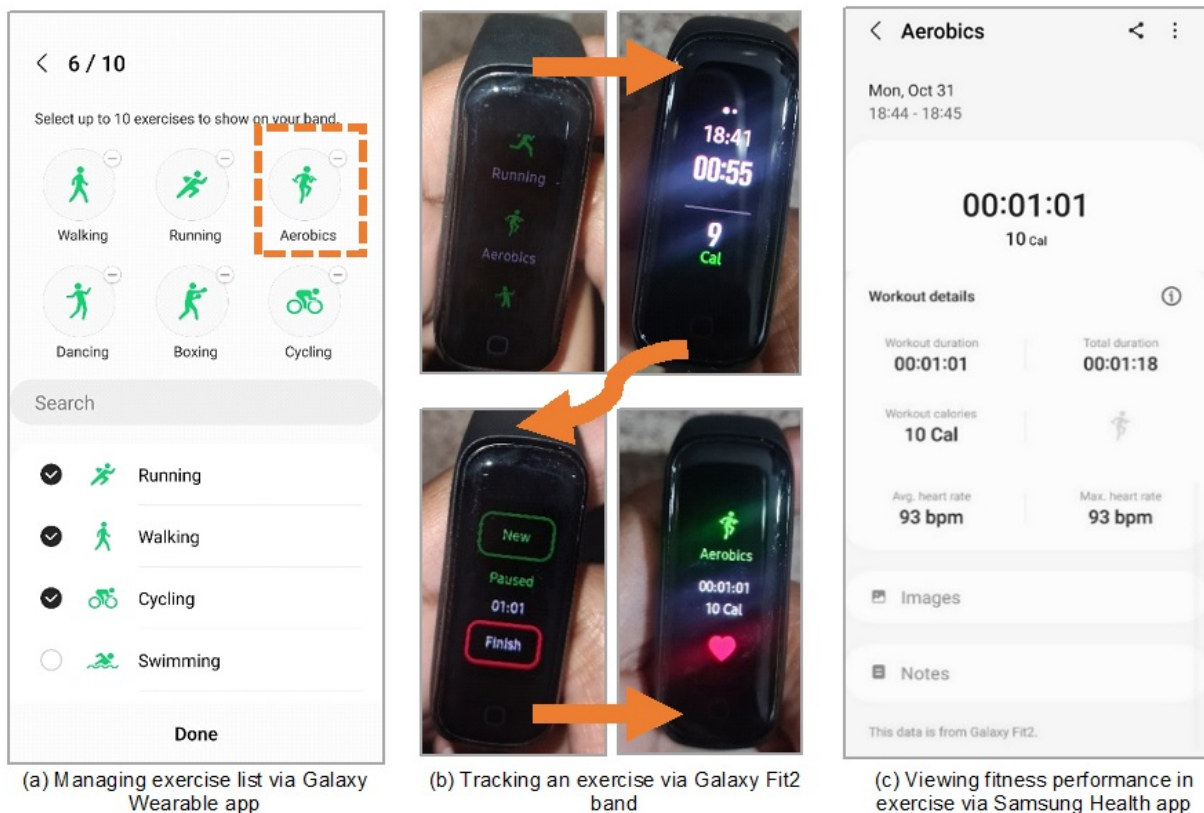 6 / 10
Select up to 10 exercises to show on your band.
Walking
Running
Aerobics
Dancing
Boxing
Cycling
Search
Running
Walking
Cycling
Swimming
Done
(a) Managing exercise list via Galaxy
Wearable app
Running
Aerobics
18:41
00:55
9
Cal
New
Paused
01:01
Finish
Aerobics
00:01:01
10 Cal
(b) Tracking an exercise via Galaxy Fit2
band
Aerobics
Mon, Oct 31
18:44 - 18:45
00:01:01
10 Cal
Workout details
Workout duration
00:01:01
Total duration
00:01:18
Workout calories
10 Cal
Avg. heart rate
93 bpm
Max. heart rate
93 bpm
Images
Notes
This data is from Galaxy Fit2.
(c) Viewing fitness performance in
exercise via Samsung Health app